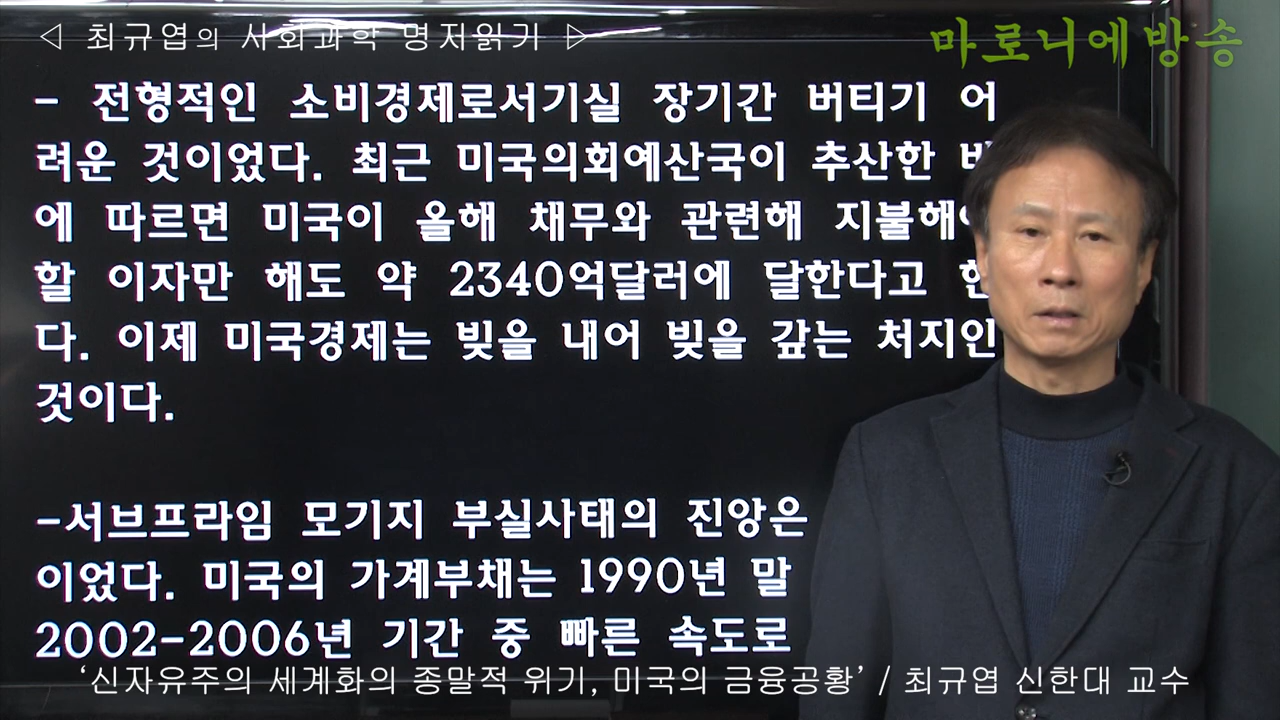 ◁ 최규엽의 사회과학 명저읽기 ▷
마로니에방송
- 전형적인 소비경제로서기실 장기간 버티기 어
려운 것이었다. 최근 미국의회예산국이 추산한
에 따르면 미국이 올해 채무와 관련해
할 이자만 해도 약 2340억달러에 달한다고
다. 이제 미국경제는 빚을 내어 빚을 갚는 처지인
것이다.
-서브프라임 모기지 부실사태의 진앙은
이었다. 미국의 가계부채는 1990년 말
2002-2006년 기간 중 빠른 속도로
‘신자유주의 세계화의 종말적 위기, 미국의 금융공황’ / 최규엽 신한대 교수